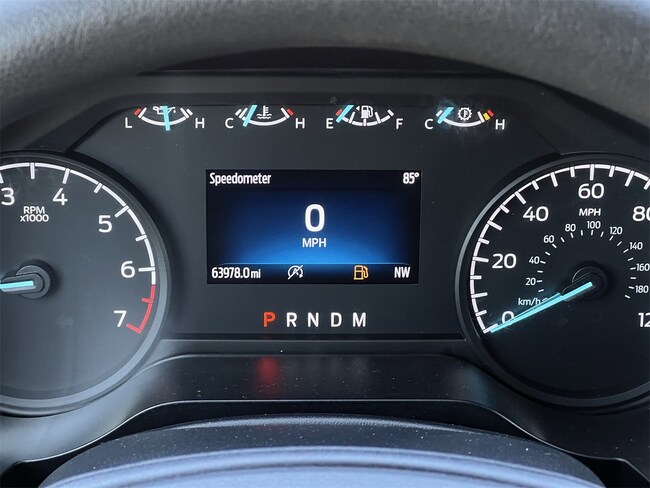 L H C H E F C H
Speedometer 85°
0
MPH
63978.0 mi NW
P R N D M
3 4 5 6 7
RPM
x1000
0 20 40 60 80 12
MPH
20 40 60 80 100 120 140 160 180
km/h